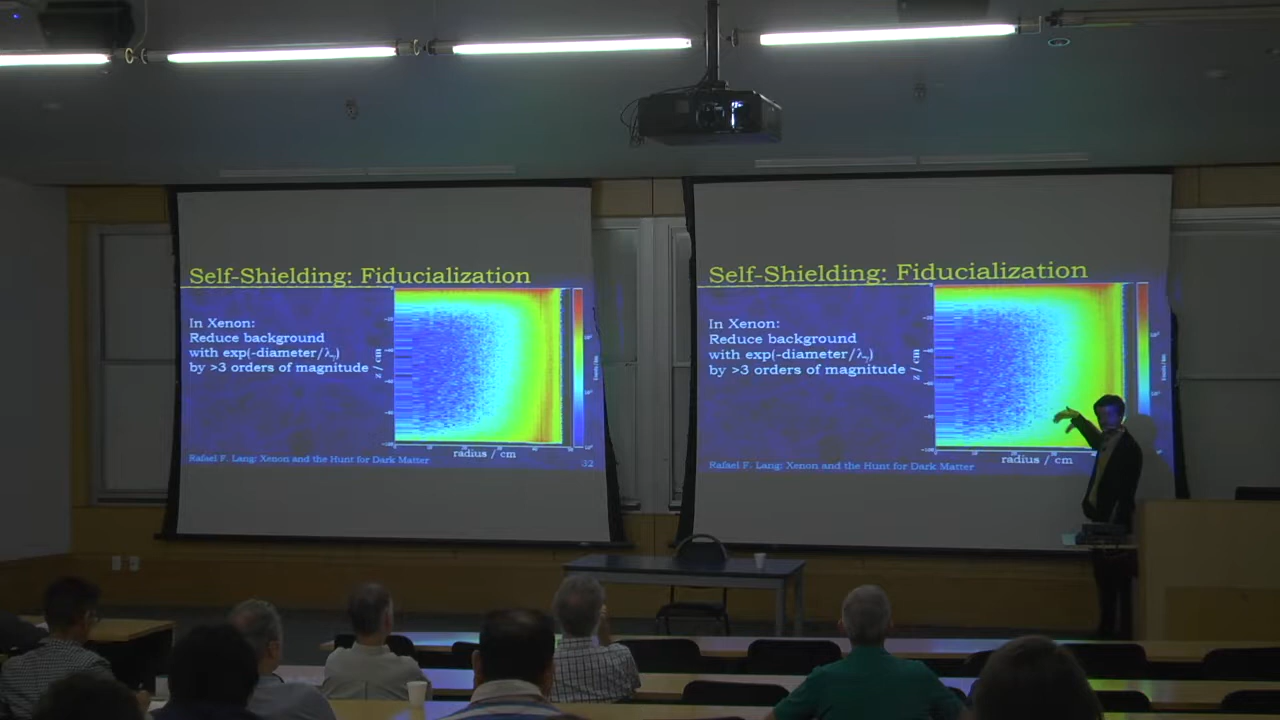 Self-Shielding: Fiducialization
In Xenon:
Reduce background
with exp(-diameter/λγ)
by >3 orders of magnitude
z / cm
radius / cm
Rafael F. Lang: Xenon and the Hunt for Dark Matter
32
Self-Shielding: Fiducialization
In Xenon:
Reduce background
with exp(-diameter/λγ)
by >3 orders of magnitude
z / cm
radius / cm
Rafael F. Lang: Xenon and the Hunt for Dark Matter